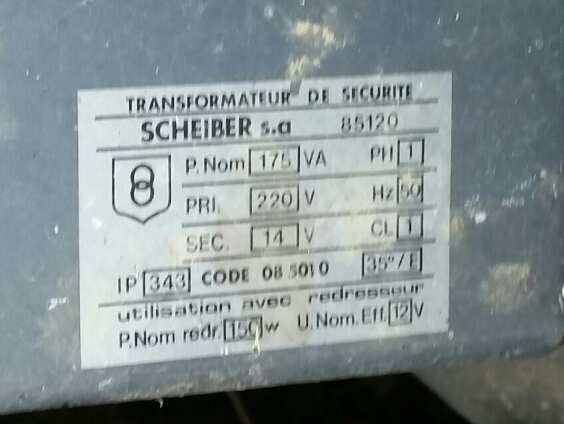 TRANSFORMATEUR DE SECURITE
SCHEIBER s.a 85120
P.Nom 175 VA PH 1
PRI. 220 V Hz 50
SEC. 14 V CL 1
IP 343 CODE 08 5010 35°/E
utilisation avec redresseur
P.Nom redr. 150 w U.Nom.Eff. 12 V